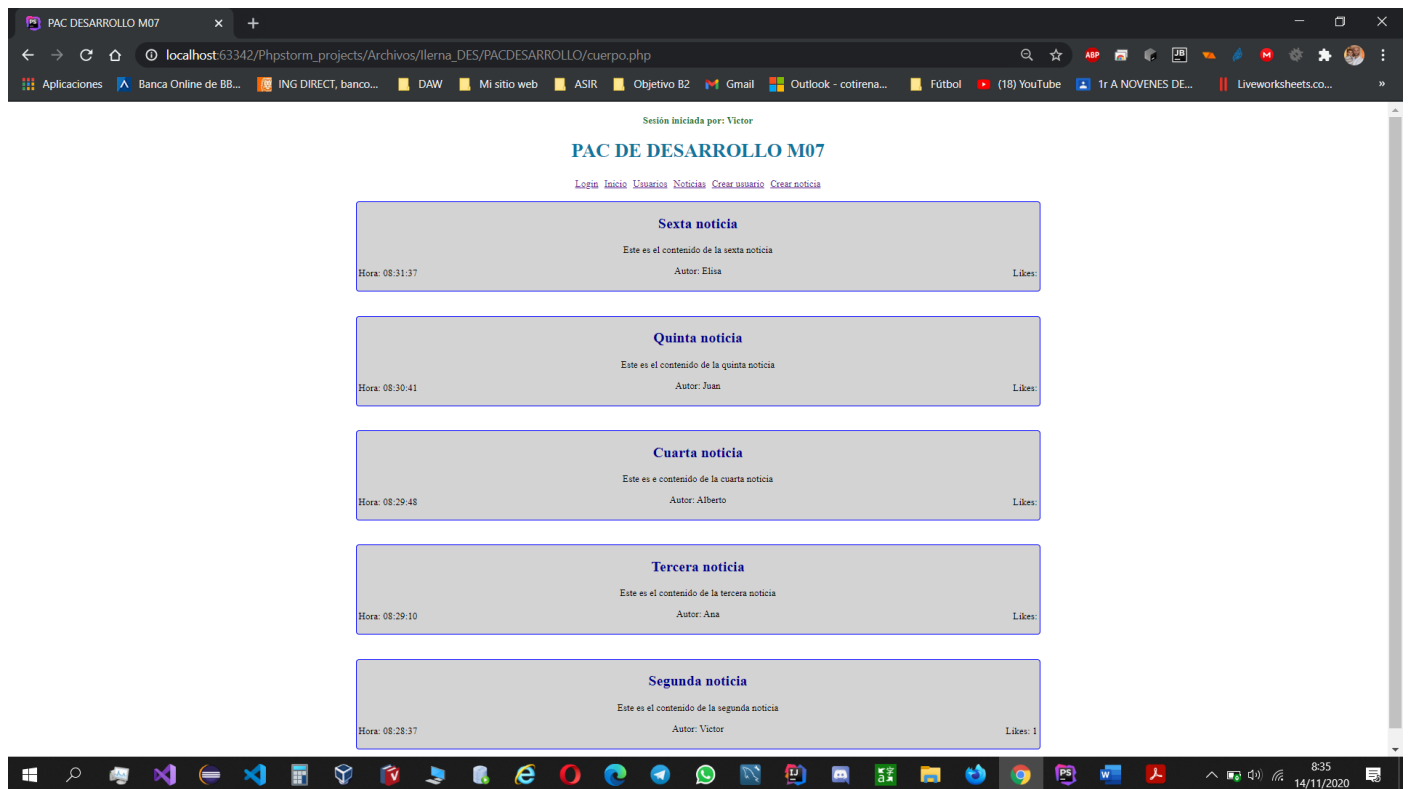 PAC DESARROLLO M07
localhost:63342/Phpstorm_projects/Archivos/Ilerna_DES/PACDESARROLLO/cuerpo.php
ABP JB M
Aplicaciones Banca Online de BB... ING DIRECT, banco... DAW Mi sitio web ASIR Objetivo B2 Gmail Outlook - cotirena... Fútbol (18) YouTube 1r A NOVENES DE... Liveworksheets.co... »
Sesión iniciada por: Victor
PAC DE DESARROLLO M07
Login Inicio Usuarios Noticias Crear usuario Crear noticia
Sexta noticia
Este es el contenido de la sexta noticia
Hora: 08:31:37 Autor: Elisa Likes:
Quinta noticia
Este es el contenido de la quinta noticia
Hora: 08:30:41 Autor: Juan Likes:
Cuarta noticia
Este es e contenido de la cuarta noticia
Hora: 08:29:48 Autor: Alberto Likes:
Tercera noticia
Este es el contenido de la tercera noticia
Hora: 08:29:10 Autor: Ana Likes:
Segunda noticia
Este es el contenido de la segunda noticia
Hora: 08:28:37 Autor: Victor Likes: 1
8:35
14/11/2020